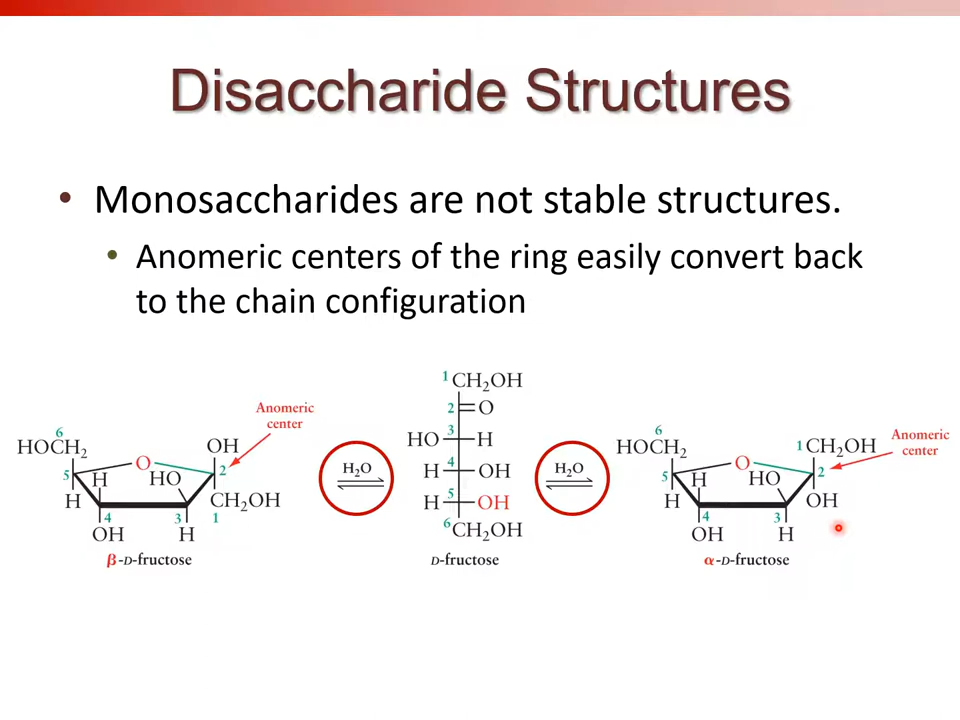 Disaccharide Structures
• Monosaccharides are not stable structures.
• Anomeric centers of the ring easily convert back
to the chain configuration
6
HOCH2
O
Anomeric
center
OH
2
5
H
HO
H
CH2OH
4
3
1
OH
H
β-D-fructose
H2O
1
CH2OH
2
O
3
HO
H
4
H
OH
5
H
OH
6
CH2OH
D-fructose
H2O
6
HOCH2
O
1
CH2OH
Anomeric
center
2
5
H
HO
H
OH
4
3
OH
H
α-D-fructose